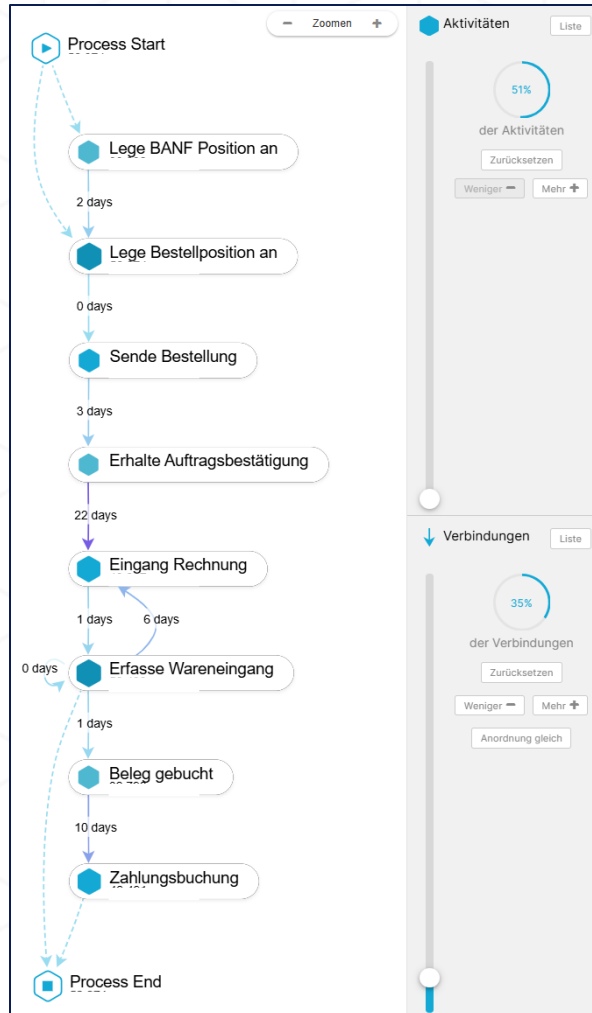 Process Start
− Zoomen +
Lege BANF Position an
2 days
Lege Bestellposition an
0 days
Sende Bestellung
3 days
Erhalte Auftragsbestätigung
22 days
Eingang Rechnung
1 days
6 days
0 days
Erfasse Wareneingang
1 days
Beleg gebucht
10 days
Zahlungsbuchung
Process End
Aktivitäten
Liste
51%
der Aktivitäten
Zurücksetzen
Weniger −
Mehr +
Verbindungen
Liste
35%
der Verbindungen
Zurücksetzen
Weniger −
Mehr +
Anordnung gleich